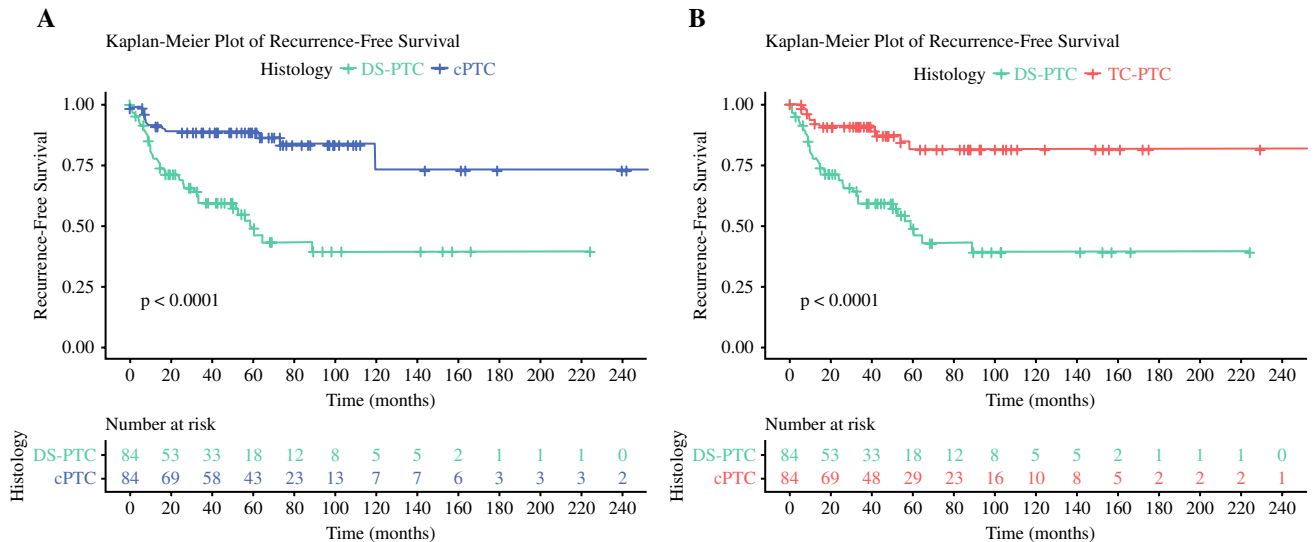 A
Kaplan-Meier Plot of Recurrence-Free Survival
Histology DS-PTC cPTC
Recurrence-Free Survival
1.00
0.75
0.50
0.25
0.00
p < 0.0001
0 20 40 60 80 100 120 140 160 180 200 220 240
Time (months)
Number at risk
Histology
DS-PTC 84 53 33 18 12 8 5 5 2 1 1 1 0
cPTC 84 69 58 43 23 13 7 7 6 3 3 3 2
0 20 40 60 80 100 120 140 160 180 200 220 240
Time (months)
B
Kaplan-Meier Plot of Recurrence-Free Survival
Histology DS-PTC TC-PTC
Recurrence-Free Survival
1.00
0.75
0.50
0.25
0.00
p < 0.0001
0 20 40 60 80 100 120 140 160 180 200 220 240
Time (months)
Number at risk
Histology
DS-PTC 84 53 33 18 12 8 5 5 2 1 1 1 0
cPTC 84 69 48 29 23 16 10 8 5 2 2 2 1
0 20 40 60 80 100 120 140 160 180 200 220 240
Time (months)